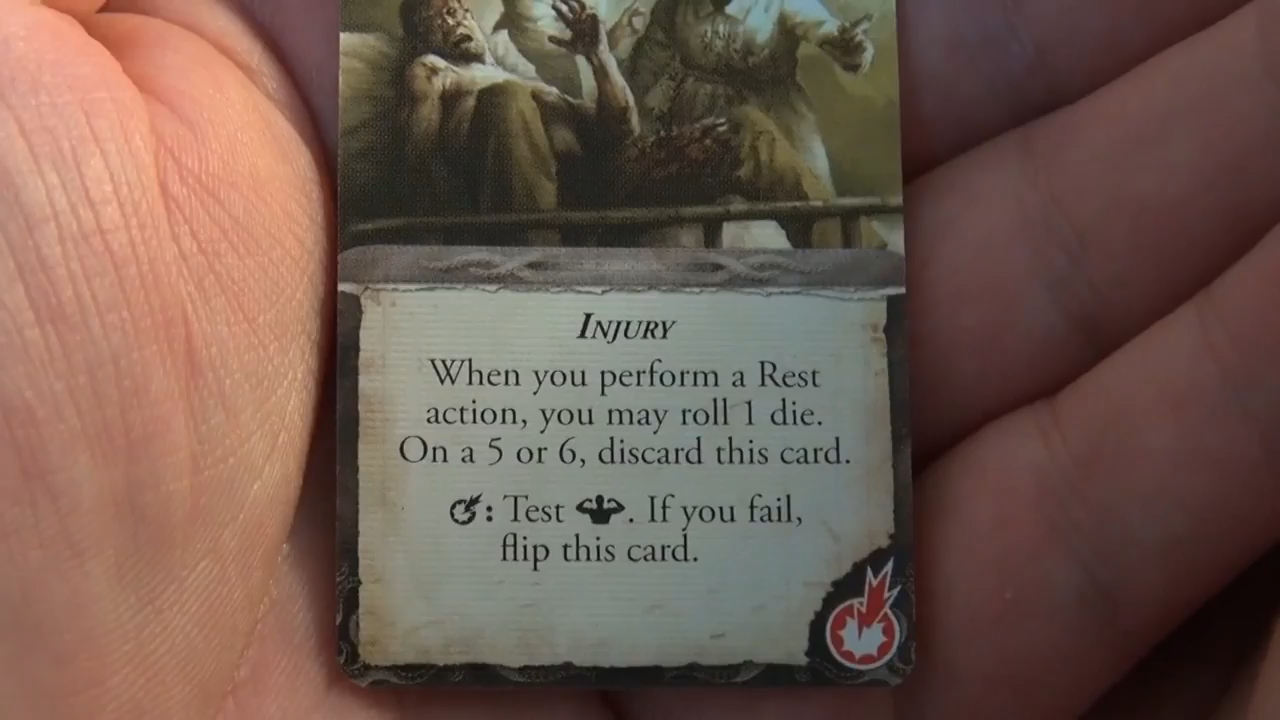 INJURY
When you perform a Rest
action, you may roll 1 die.
On a 5 or 6, discard this card.
: Test . If you fail,
flip this card.